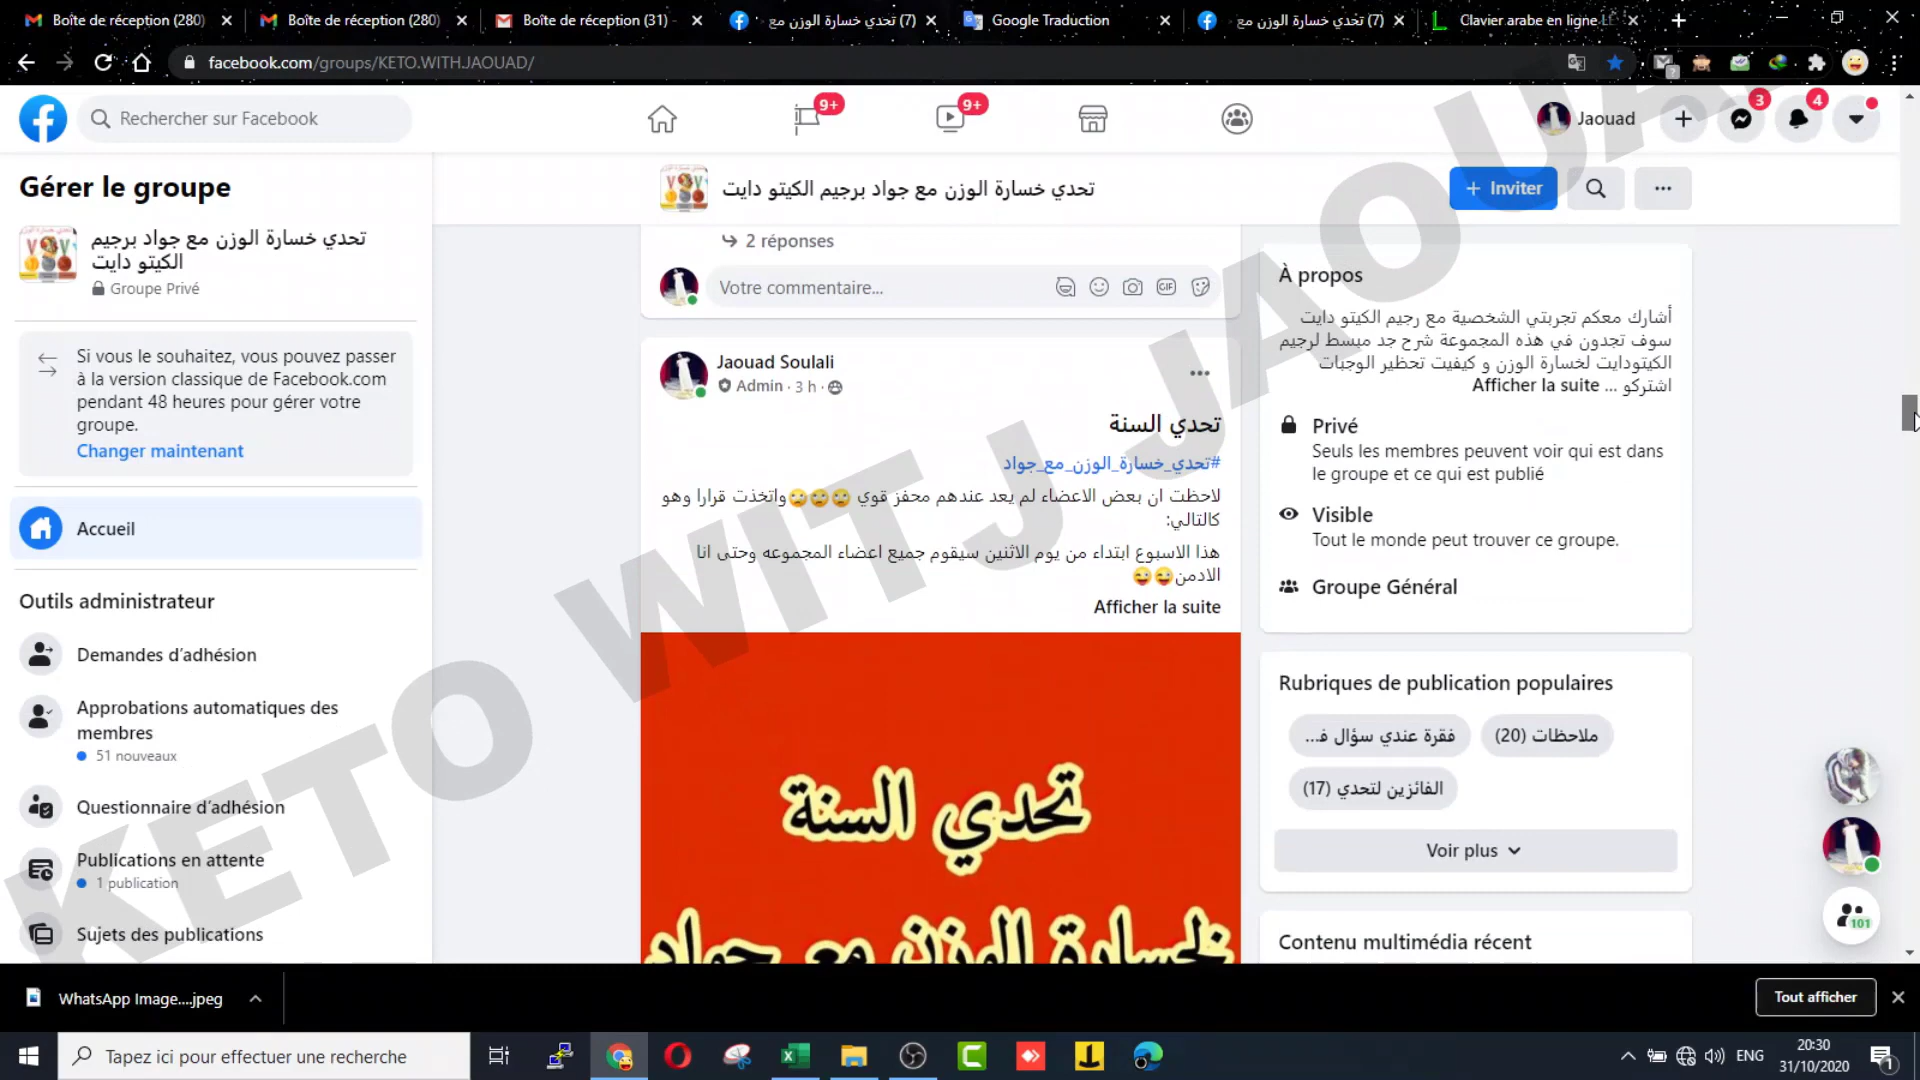 Boîte de réception (280)
Boîte de réception (280)
Boîte de réception (31) -
(7) تحدي خسارة الوزن مع
Google Traduction
(7) تحدي خسارة الوزن مع
Clavier arabe en ligne LE
facebook.com/groups/KETO.WITH.JAOUAD/
Rechercher sur Facebook
9+
9+
Jaouad
3
4
Gérer le groupe
تحدي خسارة الوزن مع جواد برجيم
الكيتو دايت
Groupe Privé
Si vous le souhaitez, vous pouvez passer
à la version classique de Facebook.com
pendant 48 heures pour gérer votre
groupe.
Changer maintenant
Accueil
Outils administrateur
Demandes d'adhésion
Approbations automatiques des
membres
51 nouveaux
Questionnaire d'adhésion
Publications en attente
1 publication
Sujets des publications
تحدي خسارة الوزن مع جواد برجيم الكيتو دايت
+ Inviter
2 réponses
Votre commentaire...
GIF
Jaouad Soulali
Admin · 3 h ·
تحدي السنة
#تحدي_خسارة_الوزن_مع_جواد
لاحظت ان بعض الاعضاء لم يعد عندهم محفز قوي 🙄🙄🙄واتخذت قرارا وهو
كالتالي:
هذا الاسبوع ابتداء من يوم الاثنين سيقوم جميع اعضاء المجموعه وحتى انا
الادمن😜😜
Afficher la suite
تحدي السنة
لخسارة الوزن مع جواد
À propos
أشارك معكم تجربتي الشخصية مع رجيم الكيتو دايت
سوف تجدون في هذه المجموعة شرح جد مبسط لرجيم
الكيتودايت لخسارة الوزن و كيفيت تحظير الوجبات
اشتركو ... Afficher la suite
Privé
Seuls les membres peuvent voir qui est dans
le groupe et ce qui est publié
Visible
Tout le monde peut trouver ce groupe.
Groupe Général
Rubriques de publication populaires
فقرة عندي سؤال ف...
ملاحظات (20)
الفائزين لتحدي (17)
Voir plus
Contenu multimédia récent
101
KETO WITJ JAOUA
WhatsApp Image....jpeg
Tout afficher
Tapez ici pour effectuer une recherche
ENG
20:30
31/10/2020
1